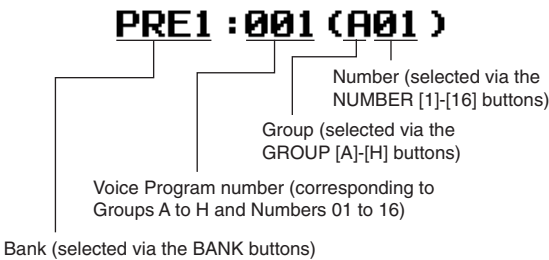 PRE1:001(A01)
Number (selected via the
NUMBER [1]-[16] buttons)
Group (selected via the
GROUP [A]-[H] buttons)
Voice Program number (corresponding to
Groups A to H and Numbers 01 to 16)
Bank (selected via the BANK buttons)